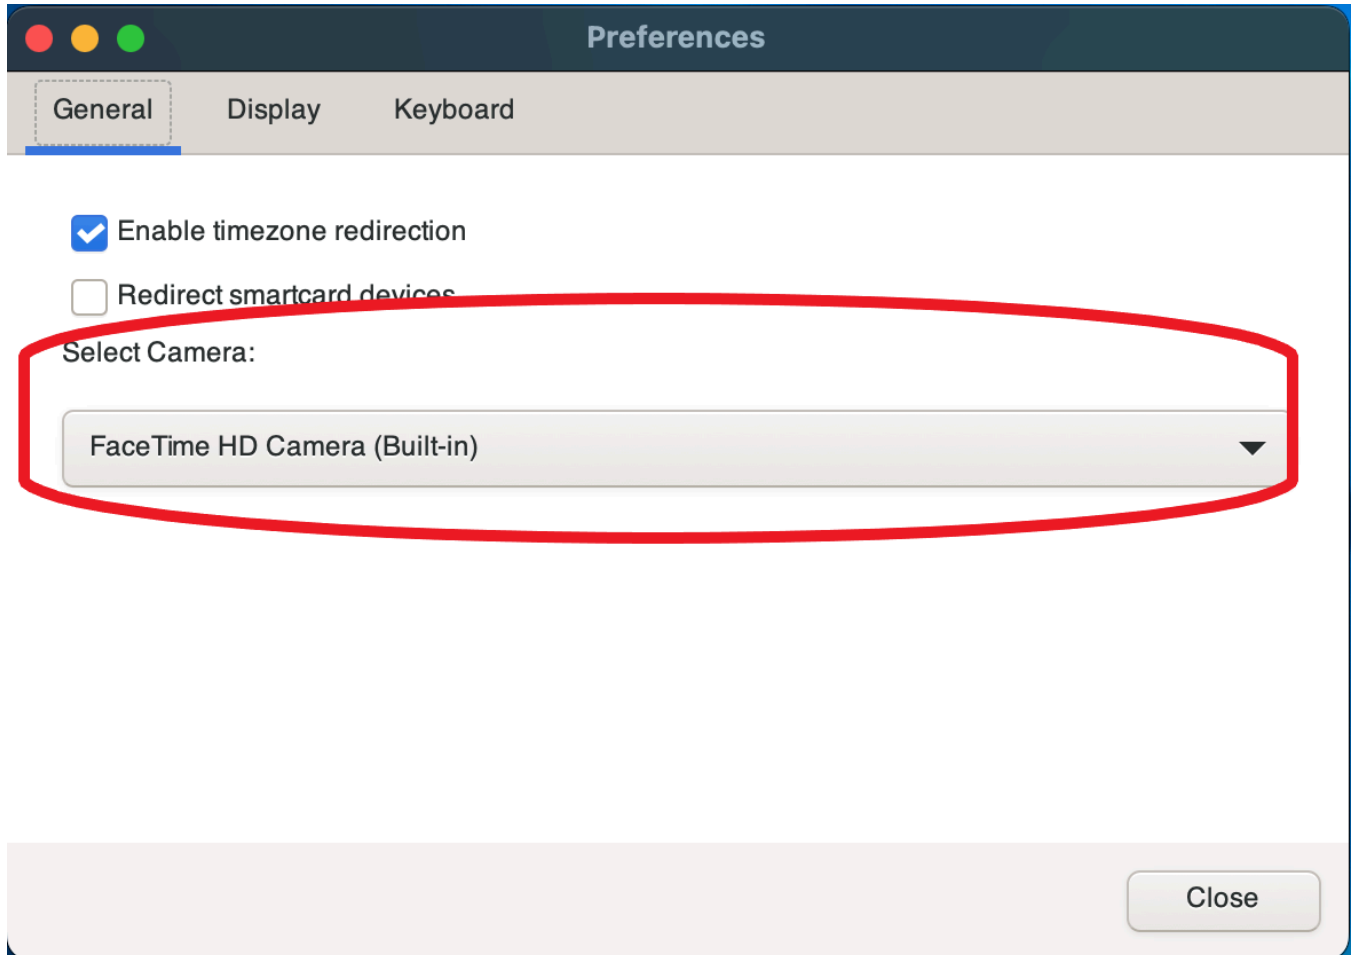 Preferences
General Display Keyboard
Enable timezone redirection
Redirect smartcard devices
Select Camera:
FaceTime HD Camera (Built-in)
Close